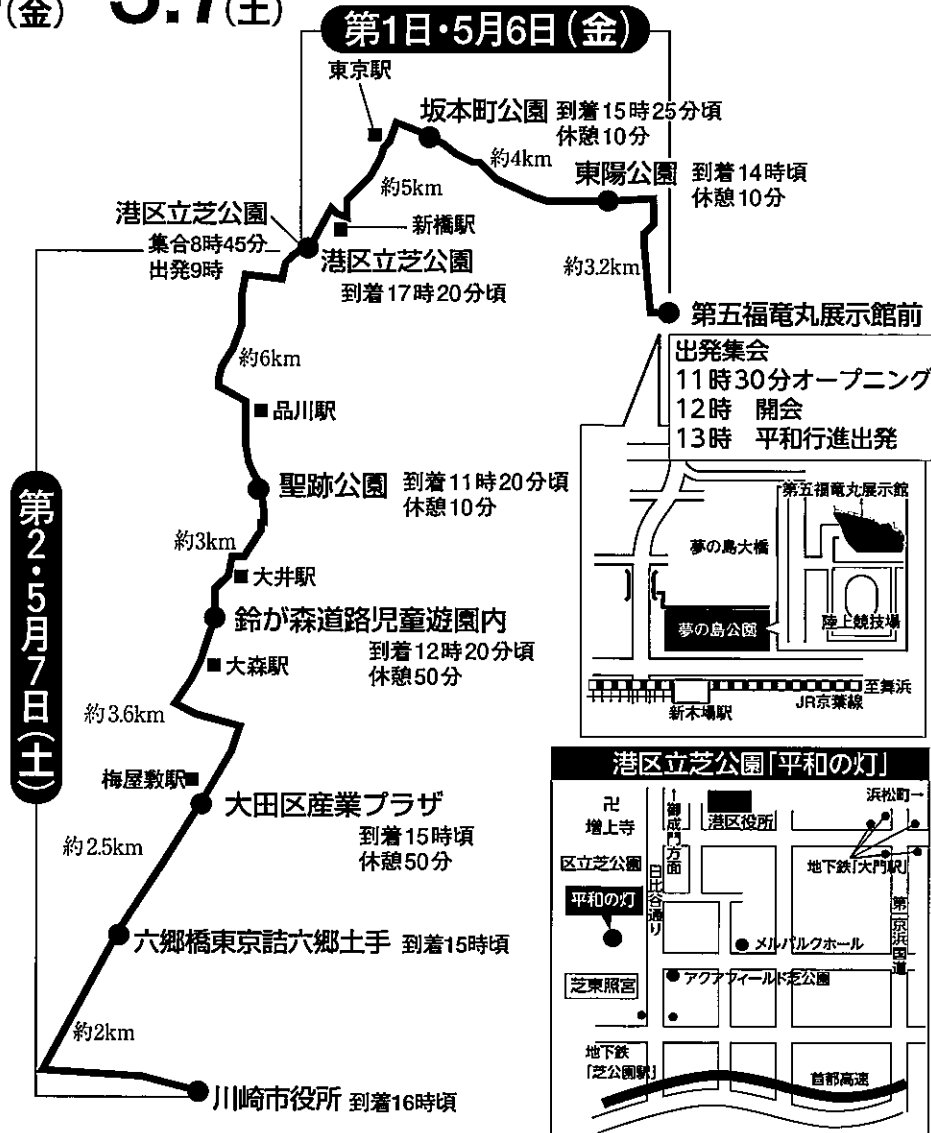 (金) 5.7(土)
第1日・5月6日(金)
東京駅
坂本町公園 到着15時25分頃
休憩10分
約4km
東陽公園 到着14時頃
休憩10分
約5km
新橋駅
港区立芝公園
集合8時45分
出発9時
港区立芝公園
到着17時20分頃
約3.2km
第五福竜丸展示館前
出発集会
11時30分オープニング
12時 開会
13時 平和行進出発
約6km
品川駅
聖跡公園 到着11時20分頃
休憩10分
第2・5月7日(土)
約3km
大井駅
鈴が森道路児童遊園内
到着12時20分頃
休憩50分
大森駅
約3.6km
梅屋敷駅
大田区産業プラザ
到着15時頃
休憩50分
約2.5km
六郷橋東京詰六郷土手 到着15時頃
約2km
川崎市役所 到着16時頃
第五福竜丸展示館
夢の島大橋
夢の島公園
陸上競技場
至舞浜
新木場駅
JR京葉線
港区立芝公園「平和の灯」
卍
増上寺
←御成門方面
港区役所
浜松町→
地下鉄「大門駅」
区立芝公園
日比谷通り
平和の灯
第一京浜国道
メルパルクホール
芝東照宮
アクアフィールド芝公園
地下鉄
「芝公園駅」
首都高速